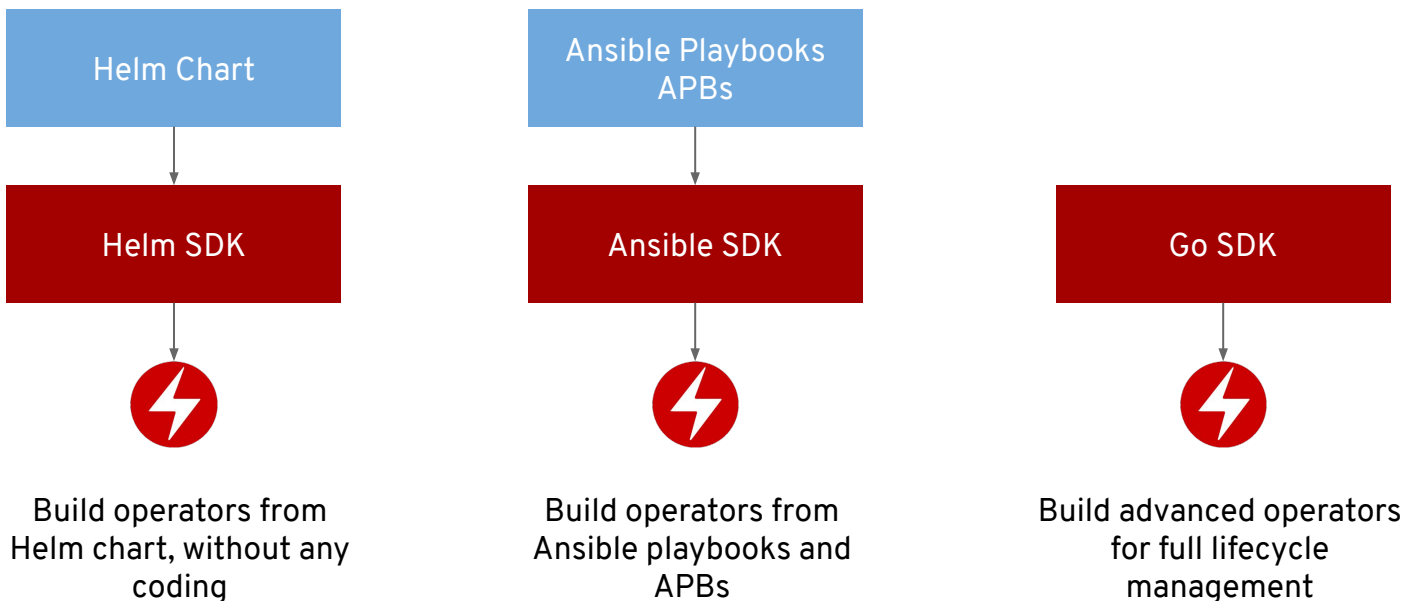 Helm Chart
Ansible Playbooks
APBs
Helm SDK
Ansible SDK
Go SDK
Build operators from
Helm chart, without any
coding
Build operators from
Ansible playbooks and
APBs
Build advanced operators
for full lifecycle
management